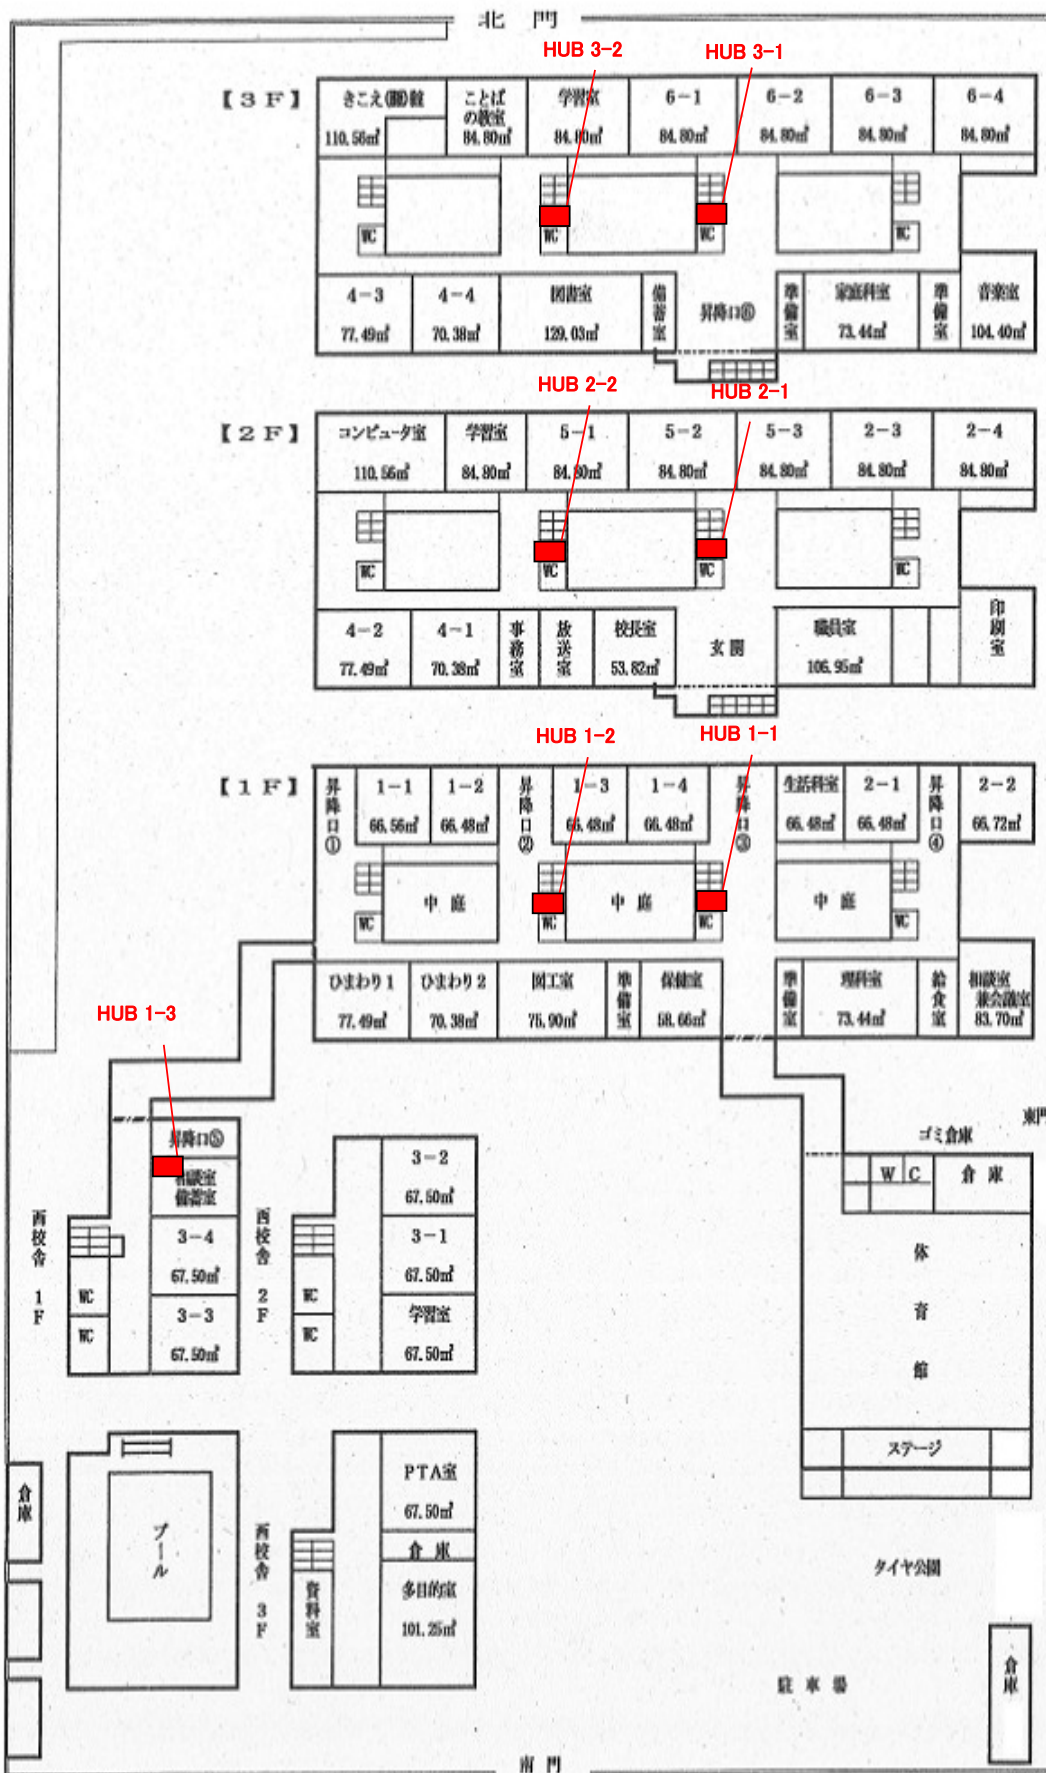 北門
HUB 3-2
HUB 3-1
【3F】
ことばの教室
学習室
6-1
6-2
6-3
6-4
110.56㎡
84.80㎡
84.80㎡
84.80㎡
84.80㎡
84.80㎡
84.80㎡
WC
WC
WC
WC
4-3
4-4
図書室
備蓄室
昇降口⑥
準備室
家庭科室
準備室
音楽室
77.49㎡
70.38㎡
129.03㎡
73.44㎡
104.40㎡
HUB 2-2
HUB 2-1
【2F】
コンピュータ室
学習室
5-1
5-2
5-3
2-3
2-4
110.56㎡
84.80㎡
84.80㎡
84.80㎡
84.80㎡
84.80㎡
84.80㎡
WC
WC
WC
WC
4-2
4-1
事務室
放送室
校長室
玄関
職員室
印刷室
77.49㎡
70.38㎡
53.82㎡
106.95㎡
HUB 1-2
HUB 1-1
【1F】
昇降口①
1-1
1-2
昇降口②
1-3
1-4
昇降口③
生活科室
2-1
昇降口④
2-2
66.56㎡
66.48㎡
66.48㎡
66.48㎡
66.48㎡
66.48㎡
66.72㎡
中庭
中庭
中庭
WC
WC
WC
WC
ひまわり1
ひまわり2
図工室
準備室
保健室
準備室
理科室
給食室
相談室兼会議室
77.49㎡
70.38㎡
75.90㎡
58.66㎡
73.44㎡
83.70㎡
HUB 1-3
東門
昇降口⑤
ゴミ倉庫
相談室
備蓄室
WC
倉庫
西校舎 1F
3-4
67.50㎡
3-3
67.50㎡
WC
WC
西校舎 2F
3-2
67.50㎡
3-1
67.50㎡
学習室
67.50㎡
WC
WC
体育館
ステージ
倉庫
プール
西校舎 3F
PTA室
67.50㎡
倉庫
多目的室
101.25㎡
資料室
タイヤ公園
駐車場
倉庫
南門